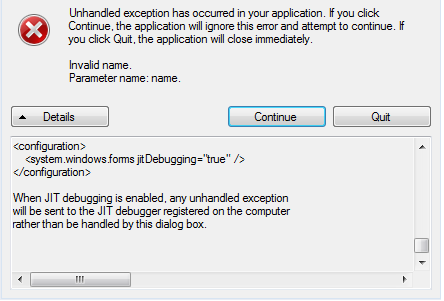 Unhandled exception has occurred in your application. If you click
Continue, the application will ignore this error and attempt to continue. If
you click Quit, the application will close immediately.
Invalid name.
Parameter name: name.
Details
Continue
Quit
<configuration>
<system.windows.forms jitDebugging="true" />
</configuration>
When JIT debugging is enabled, any unhandled exception
will be sent to the JIT debugger registered on the computer
rather than be handled by this dialog box.